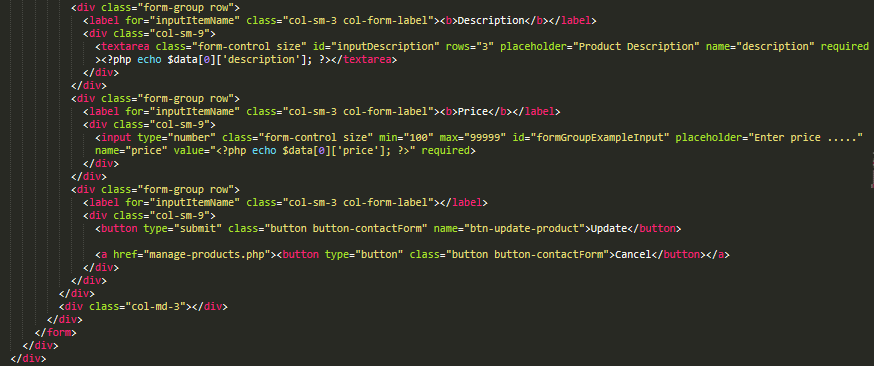 <div class="form-group row">
<label for="inputItemName" class="col-sm-3 col-form-label"><b>Description</b></label>
<div class="col-sm-9">
<textarea class="form-control size" id="inputDescription" rows="3" placeholder="Product Description" name="description" required
><?php echo $data[0]['description']; ?></textarea>
</div>
</div>
<div class="form-group row">
<label for="inputItemName" class="col-sm-3 col-form-label"><b>Price</b></label>
<div class="col-sm-9">
<input type="number" class="form-control size" min="100" max="99999" id="formGroupExampleInput" placeholder="Enter price ....."
name="price" value="<?php echo $data[0]['price']; ?>" required>
</div>
</div>
<div class="form-group row">
<label for="inputItemName" class="col-sm-3 col-form-label"></label>
<div class="col-sm-9">
<button type="submit" class="button button-contactForm" name="btn-update-product">Update</button>
<a href="manage-products.php"><button type="button" class="button button-contactForm">Cancel</button></a>
</div>
</div>
</div>
<div class="col-md-3"></div>
</div>
</form>
</div>
</div>